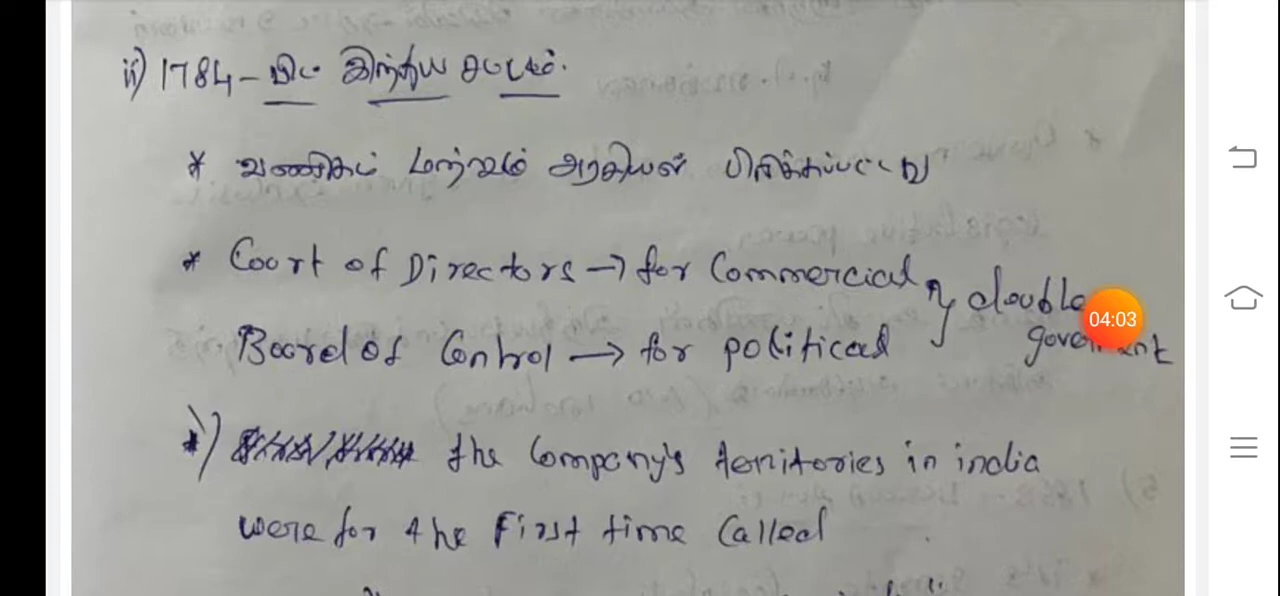 ii) 1784 - பிட் இந்திய சட்டம்.
* வணிகம் மற்றும் அரசியல் பிரிக்கப்பட்டது
* Court of Directors → for Commercial
Board of Control → for political
double
04:03
*) the Company's territories in india
were for the First time Called